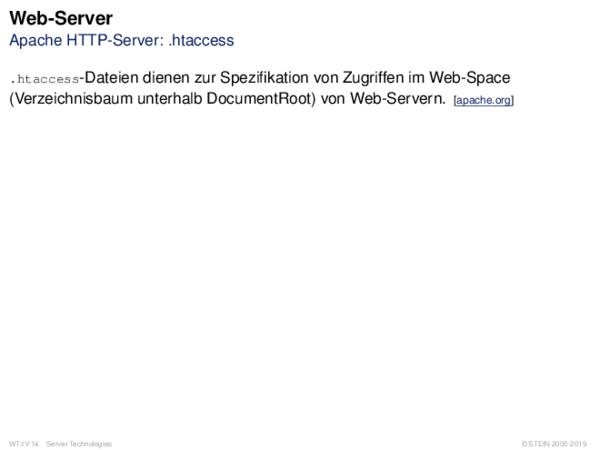 Web-Server
Apache HTTP-Server: .htaccess
.htaccess-Dateien dienen zur Spezifikation von Zugriffen im Web-Space
(Verzeichnisbaum unterhalb DocumentRoot) von Web-Servern. [apache.org]
WT:IV-14 Server Technologies © STEIN 2005-2019